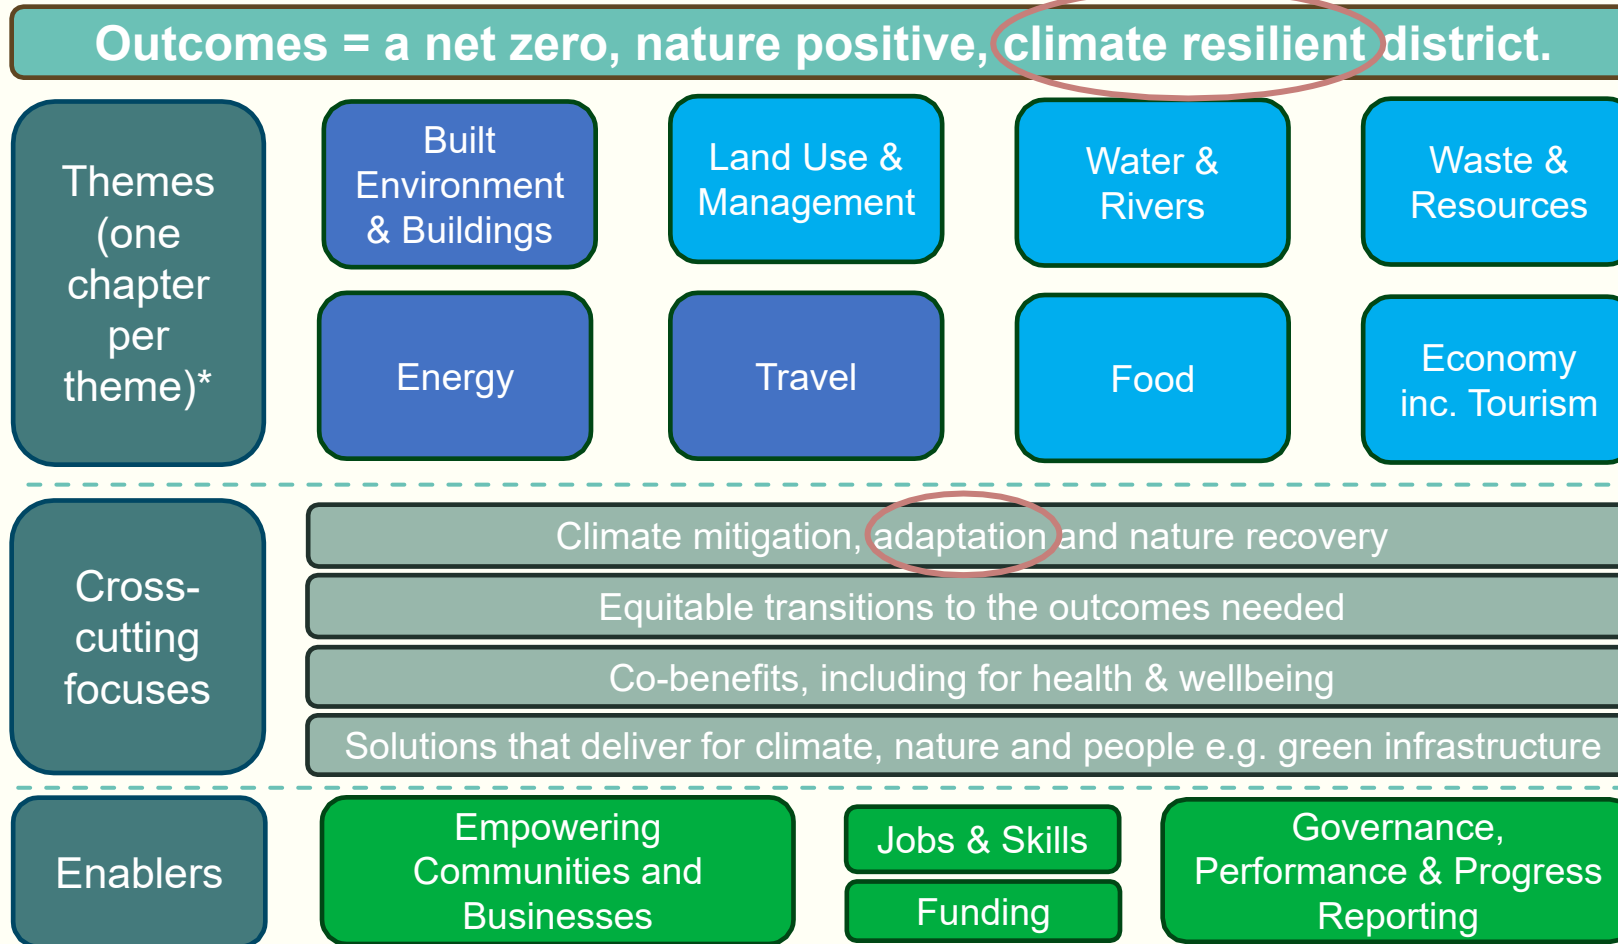 Outcomes = a net zero, nature positive, climate resilient district.
Themes
(one
chapter
per
theme)*
Built
Environment
& Buildings
Land Use &
Management
Water &
Rivers
Waste &
Resources
Energy
Travel
Food
Economy
inc. Tourism
Cross-
cutting
focuses
Climate mitigation, adaptation and nature recovery
Equitable transitions to the outcomes needed
Co-benefits, including for health & wellbeing
Solutions that deliver for climate, nature and people e.g. green infrastructure
Enablers
Empowering
Communities and
Businesses
Jobs & Skills
Funding
Governance,
Performance & Progress
Reporting